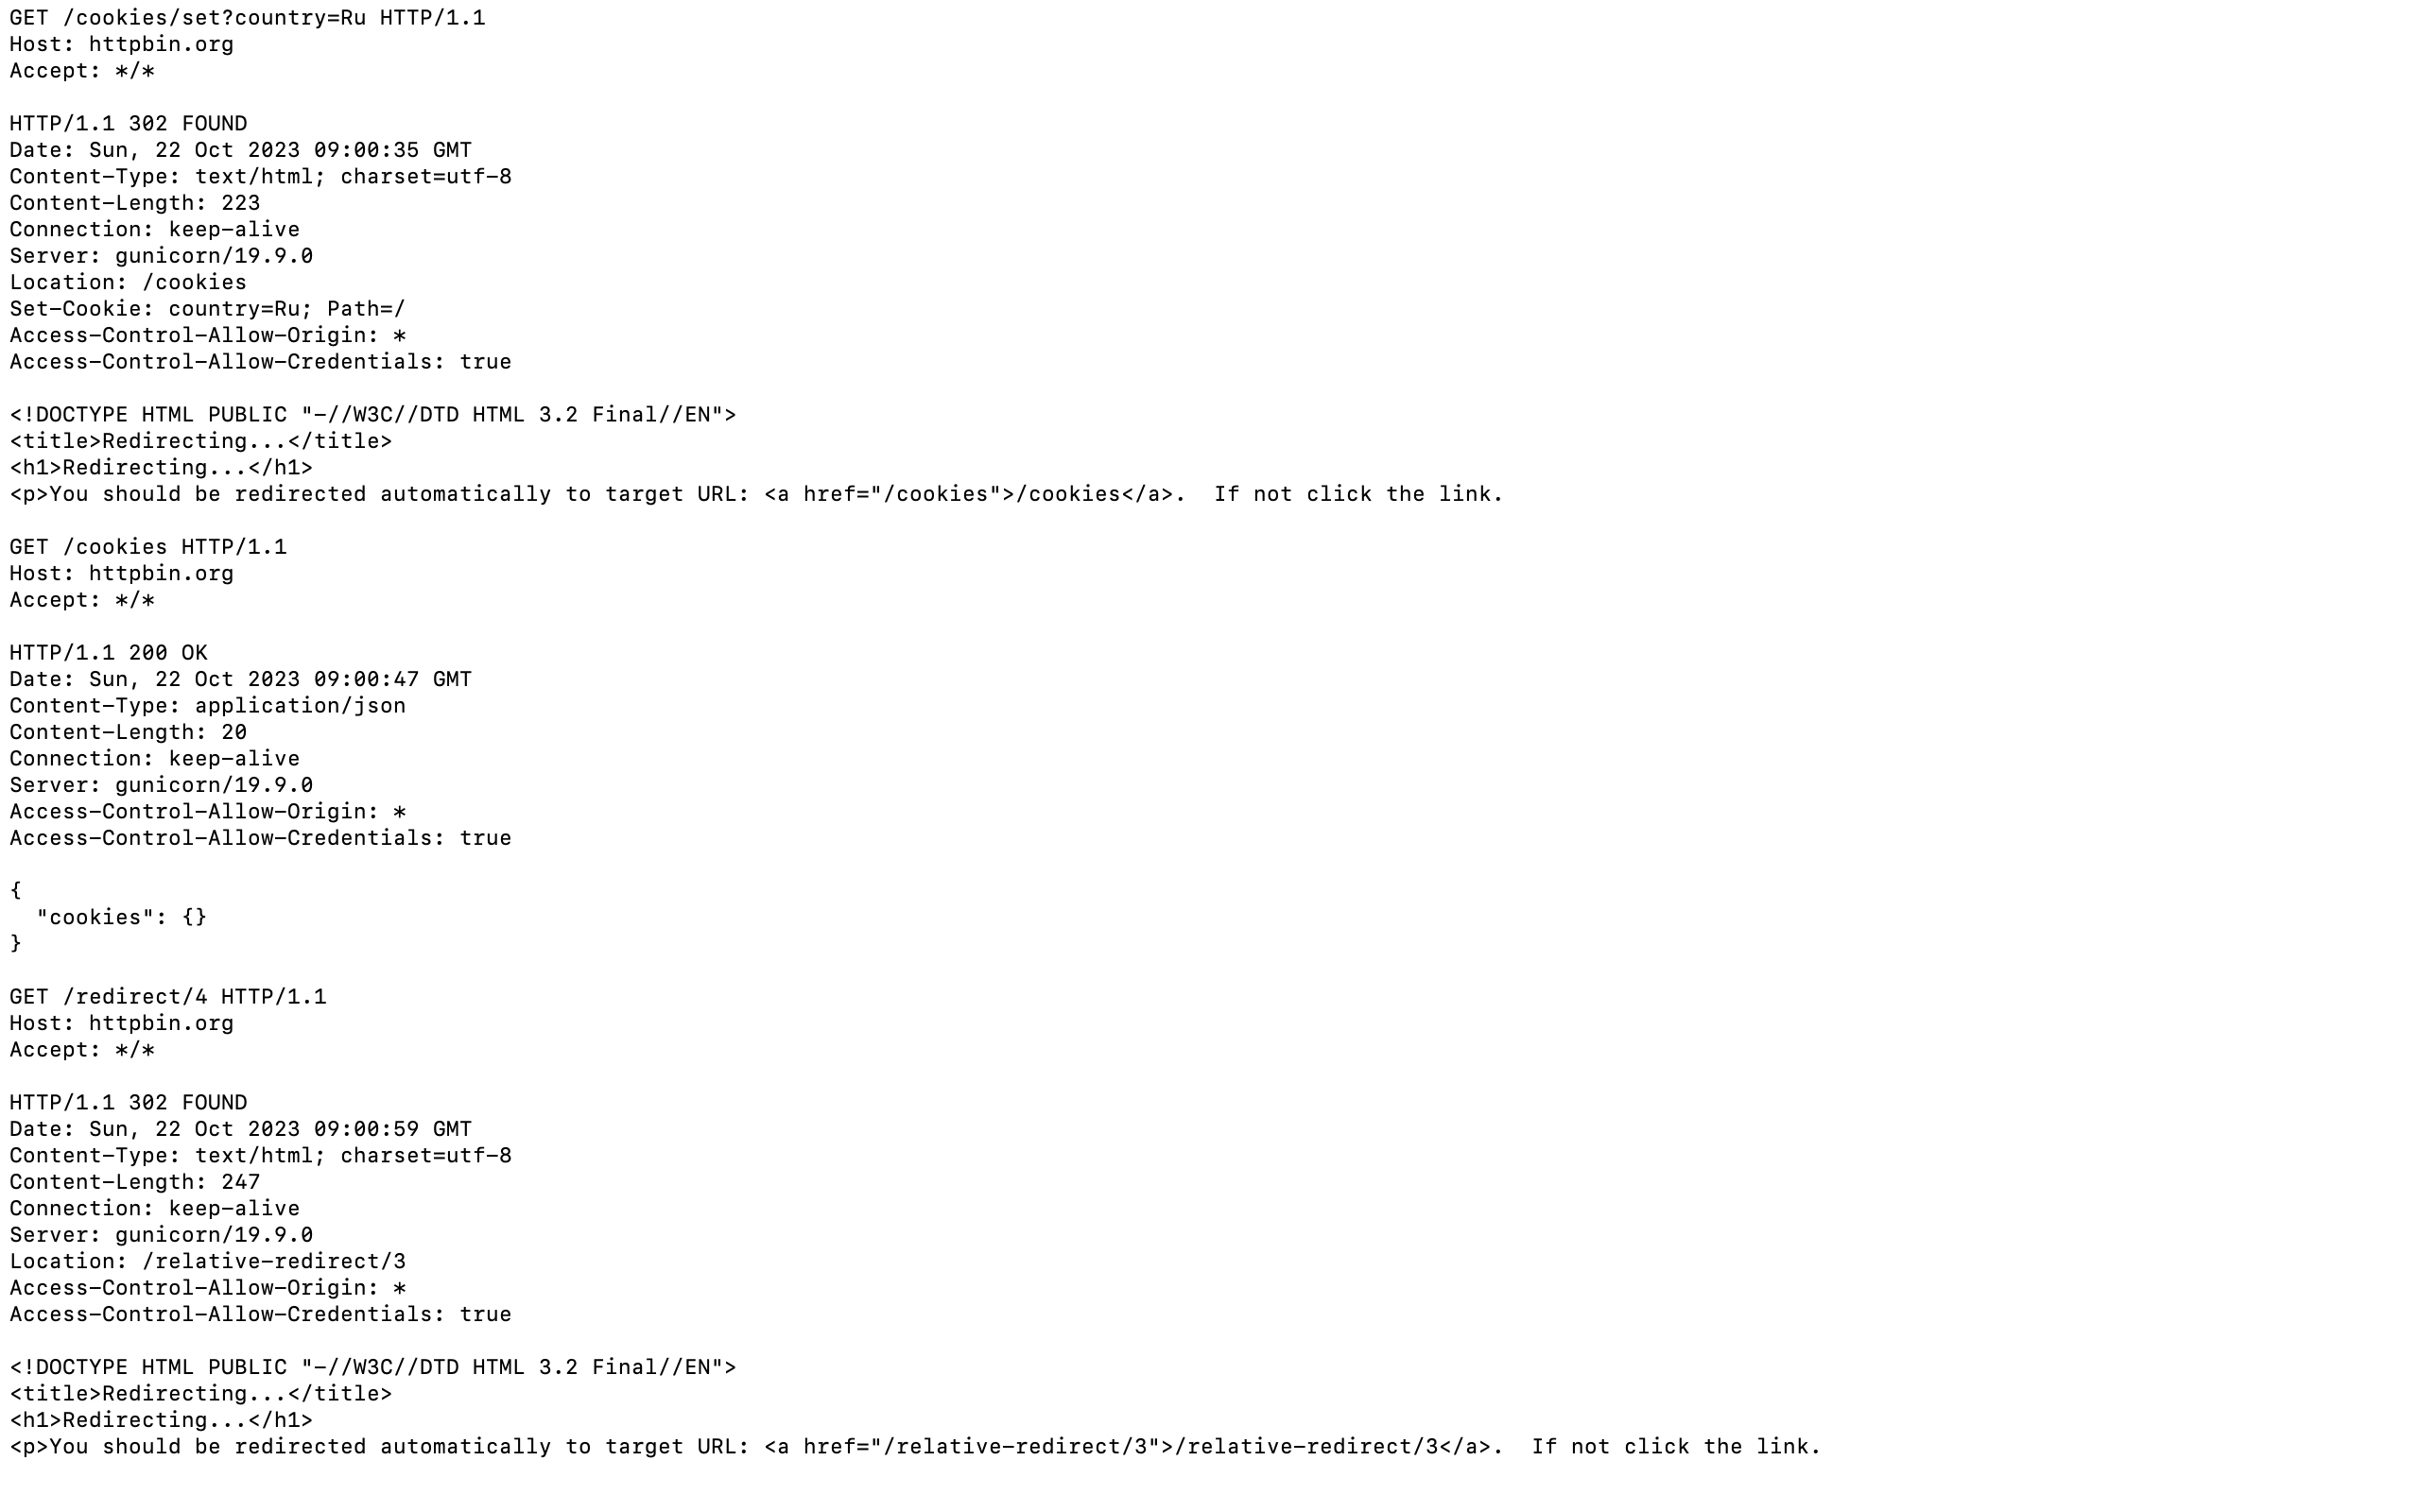 GET /cookies/set?country=Ru HTTP/1.1
Host: httpbin.org
Accept: */*

HTTP/1.1 302 FOUND
Date: Sun, 22 Oct 2023 09:00:35 GMT
Content-Type: text/html; charset=utf-8
Content-Length: 223
Connection: keep-alive
Server: gunicorn/19.9.0
Location: /cookies
Set-Cookie: country=Ru; Path=/
Access-Control-Allow-Origin: *
Access-Control-Allow-Credentials: true

<!DOCTYPE HTML PUBLIC "-//W3C//DTD HTML 3.2 Final//EN">
<title>Redirecting...</title>
<h1>Redirecting...</h1>
<p>You should be redirected automatically to target URL: <a href="/cookies">/cookies</a>.  If not click the link.

GET /cookies HTTP/1.1
Host: httpbin.org
Accept: */*

HTTP/1.1 200 OK
Date: Sun, 22 Oct 2023 09:00:47 GMT
Content-Type: application/json
Content-Length: 20
Connection: keep-alive
Server: gunicorn/19.9.0
Access-Control-Allow-Origin: *
Access-Control-Allow-Credentials: true

{
  "cookies": {}
}

GET /redirect/4 HTTP/1.1
Host: httpbin.org
Accept: */*

HTTP/1.1 302 FOUND
Date: Sun, 22 Oct 2023 09:00:59 GMT
Content-Type: text/html; charset=utf-8
Content-Length: 247
Connection: keep-alive
Server: gunicorn/19.9.0
Location: /relative-redirect/3
Access-Control-Allow-Origin: *
Access-Control-Allow-Credentials: true

<!DOCTYPE HTML PUBLIC "-//W3C//DTD HTML 3.2 Final//EN">
<title>Redirecting...</title>
<h1>Redirecting...</h1>
<p>You should be redirected automatically to target URL: <a href="/relative-redirect/3">/relative-redirect/3</a>.  If not click the link.